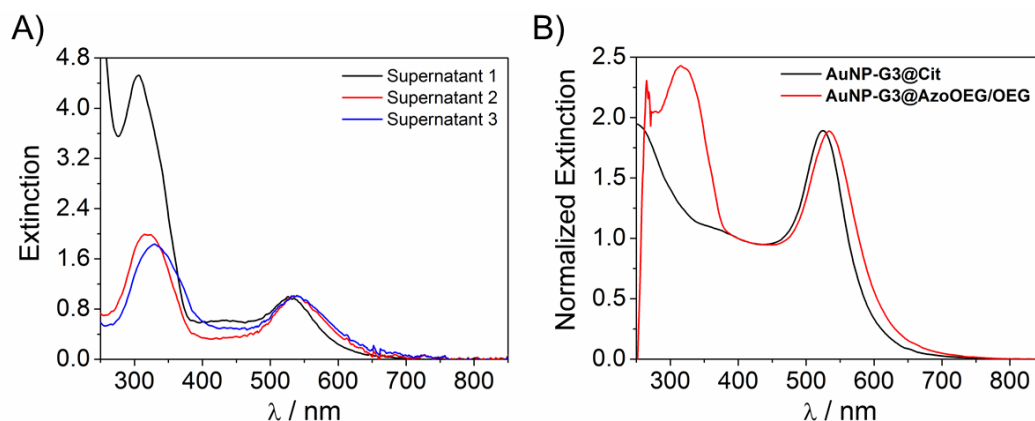 A)
Extinction
4.8
4.0
3.2
2.4
1.6
0.8
0.0
300 400 500 600 700 800
λ / nm
Supernatant 1
Supernatant 2
Supernatant 3
B)
Normalized Extinction
2.5
2.0
1.5
1.0
0.5
0.0
300 400 500 600 700 800
λ / nm
AuNP-G3@Cit
AuNP-G3@AzoOEG/OEG